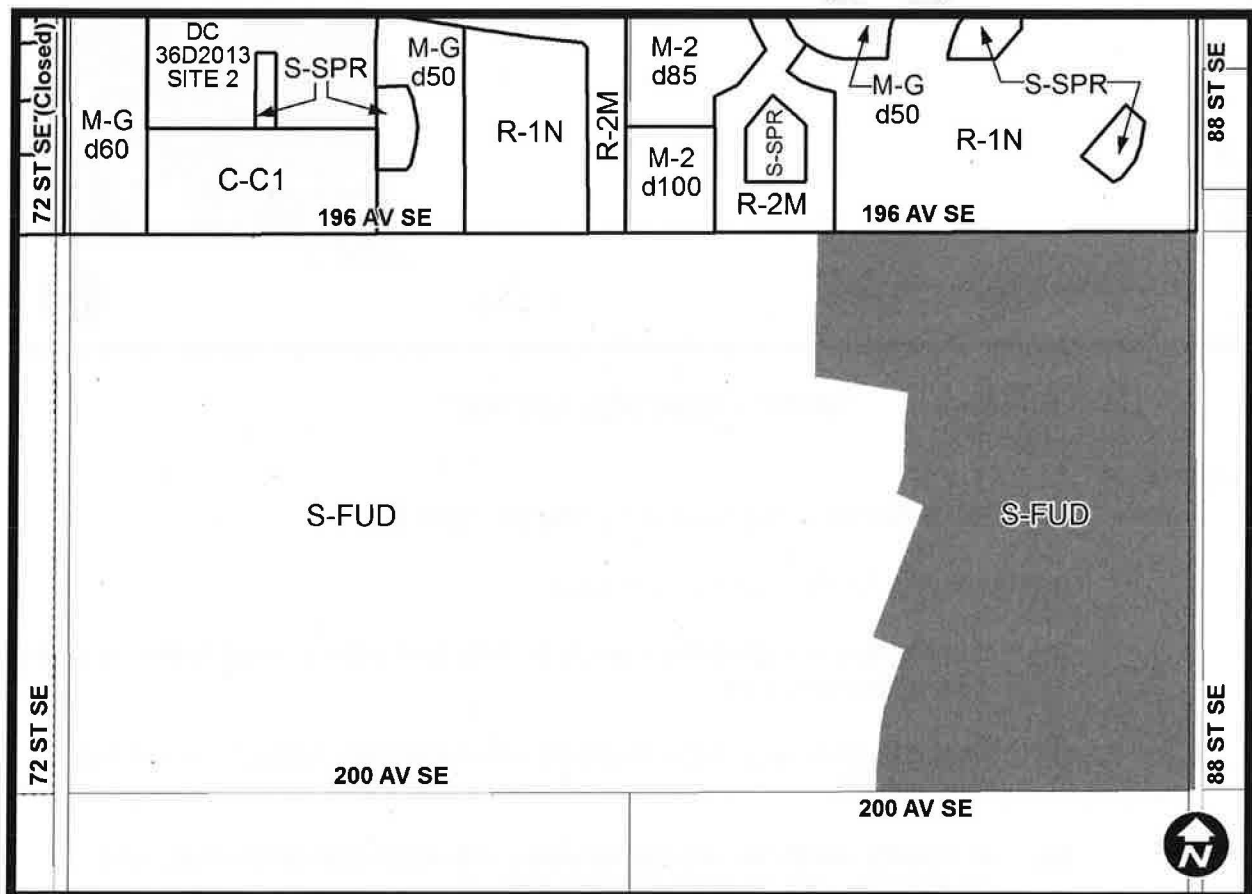 72 ST SE (Closed)
M-G
d60
DC
36D2013
SITE 2
S-SPR
M-G
d50
C-C1
196 AV SE
R-1N
R-2M
M-2
d85
M-2
d100
S-SPR
R-2M
M-G
d50
S-SPR
R-1N
196 AV SE
88 ST SE
S-FUD
S-FUD
72 ST SE
200 AV SE
200 AV SE
88 ST SE
N